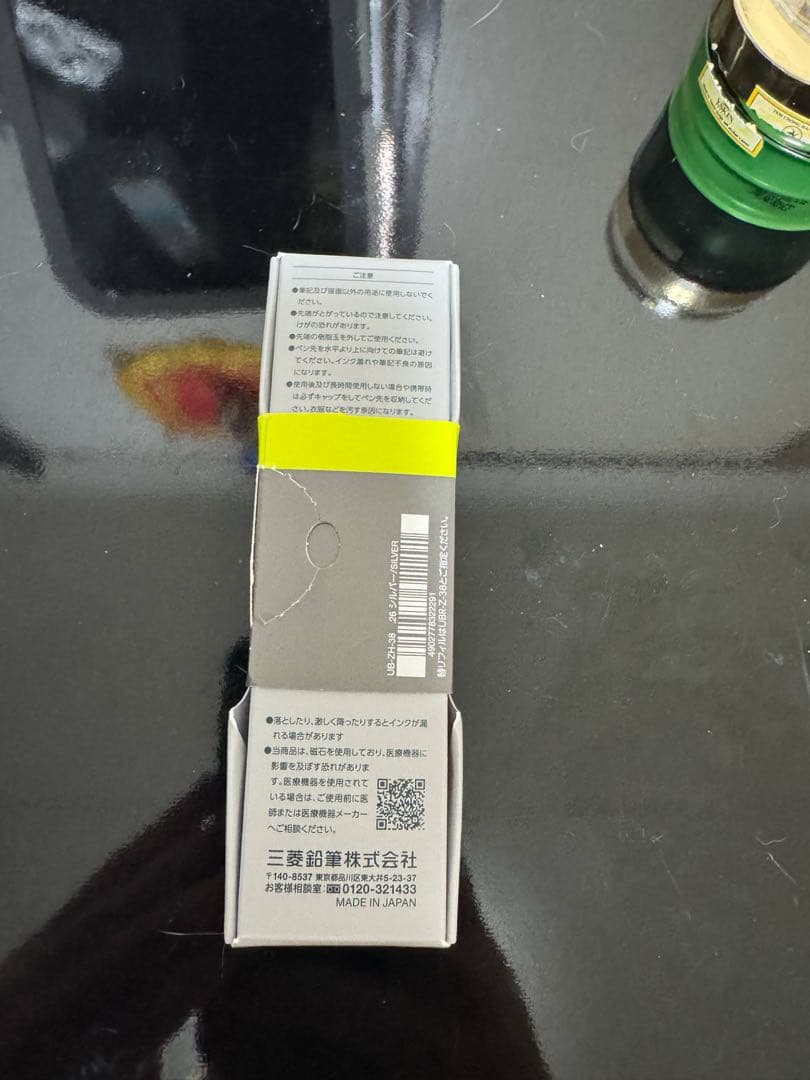 ご注意
●筆記及び描画以外の用途に使用しないでく
ださい。
●先端がとがっているので注意してください。
けがの恐れがあります。
●先端の樹脂玉を外してご使用ください。
●ペン先を水平より上に向けての筆記は避け
てください。インク漏れや筆記不良の原因
になります。
●使用後及び長時間使用しない場合や携帯時
は必ずキャップをしてペン先を収納してくだ
さい。衣服などを汚す原因になります。
UB-ZH-38 .26 シルバー/SILVER
4902778322291
替リフィルはUBR-Z-38とご指定ください。
●落としたり、激しく降ったりするとインクが漏
れる場合があります
●当商品は、磁石を使用しており、医療機器に
影響を及ぼす恐れがありま
す。医療機器を使用されて
いる場合は、ご使用前に医
師または医療機器メーカー
へご相談ください。
三菱鉛筆株式会社
〒140-8537 東京都品川区東大井5-23-37
お客様相談室:0120-321433
MADE IN JAPAN